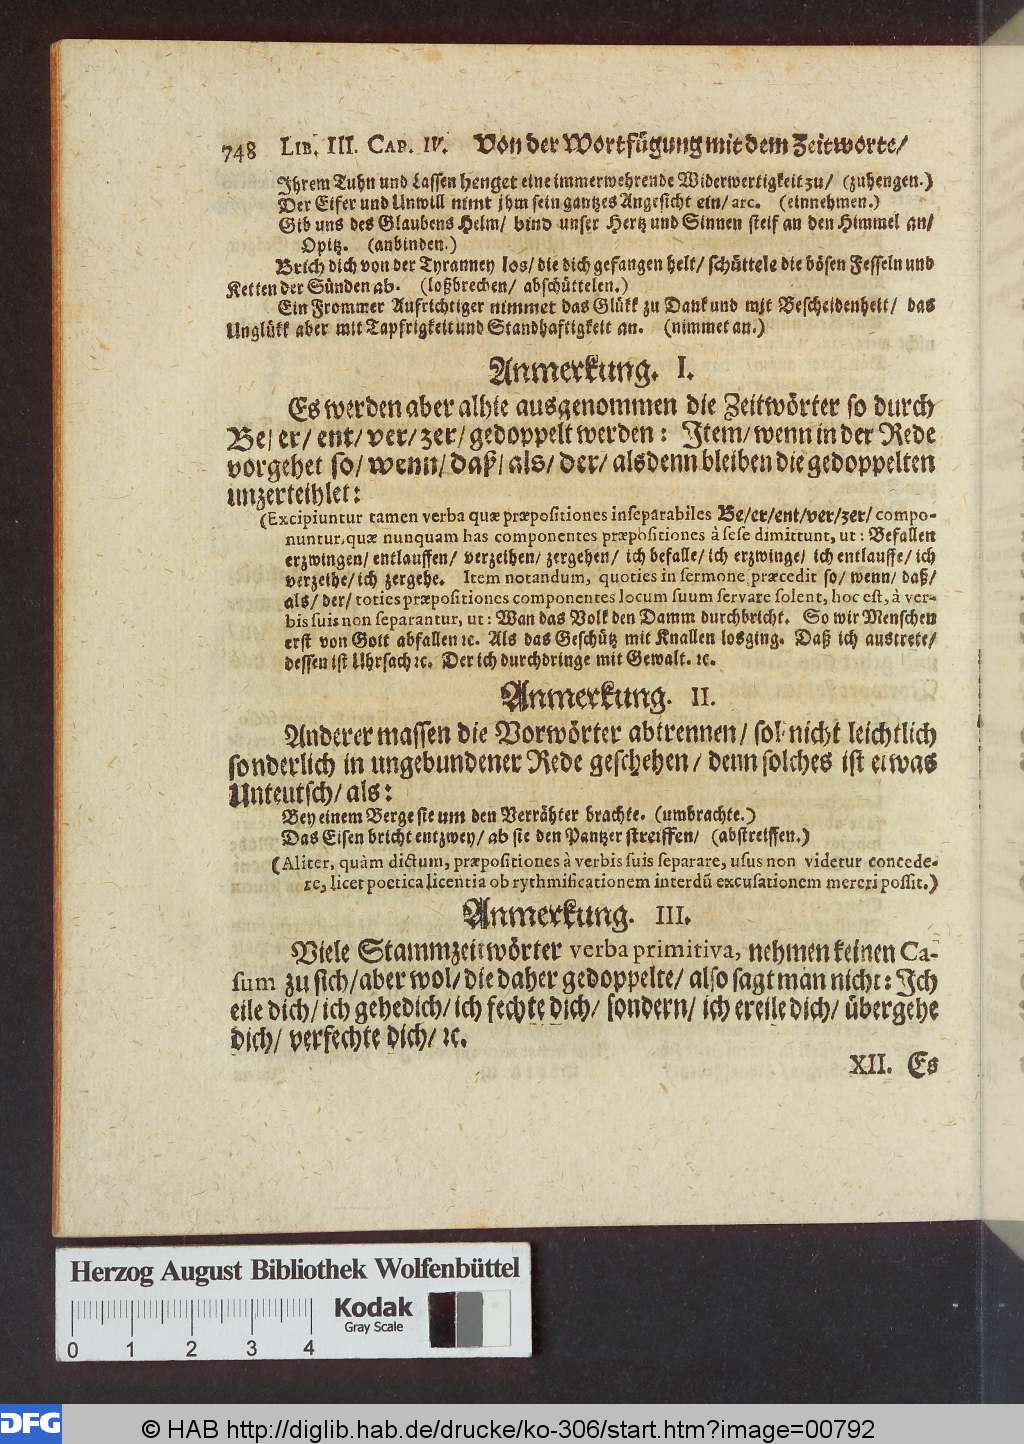 748 LIB. III. CAP. IV. Von der Wortfügung mit dem Zeitworte/
Ihrem Tuhn und Lassen henget eine immerwehrende Widerwertigkeit zu/ (zuhengen.)
Der Eifer und Unwill nimt jhm sein gantzes Angesicht ein/ arc. (einnehmen.)
Gib uns des Glaubens Helm/ bind unser Hertz und Sinnen steif an den Himmel an/
Opitz. (anbinden.)
Brich dich von der Tyranney los/ die dich gefangen helt/ schüttele die bösen Fesseln und
Ketten der Sünden ab. (loßbrechen/ abschüttelen.)
Ein Frommer Aufrichtiger nimmet das Glükk zu Dank und mit Bescheidenheit/ das
Unglükk aber mit Tapfrigkeit und Standhaftigkeit an. (nimmet an.)
Anmerkung. I.
Es werden aber alhie ausgenommen die Zeitwörter so durch
Be/ er/ ent/ ver/ zer/ gedoppelt werden: Item/ wenn in der Rede
vorgehet so/ wenn/ daß/ als/ der/ alsdenn bleiben die gedoppelten
unzerteihlet:
(Excipiuntur tamen verba quæ præpositiones inseparabiles Be/er/ent/ver/zer/ compo-
nuntur, quæ nunquam has componentes præpositiones à sese dimittunt, ut: Befallen
erzwingen/ entlauffen/ verzeihen/ zergehen/ ich befalle/ ich erzwinge/ ich entlauffe/ ich
verzeihe/ ich zergehe. Item notandum, quoties in sermone præcedit so/ wenn/ daß/
als/ der/ toties præpositiones componentes locum suum servare solent, hoc est, à ver-
bis suis non separantur, ut: Wan das Volk den Damm durchbricht. So wir Menschen
erst von Gott abfallen ꝛc. Als das Geschütz mit Knallen losging. Daß ich austrete/
dessen ist Uhrsach ꝛc. Der ich durchdringe mit Gewalt. ꝛc.
Anmerkung. II.
Anderer massen die Vorwörter abtrennen/ sol nicht leichtlich
sonderlich in ungebundener Rede geschehen/ denn solches ist etwas
Unteutsch/ als:
Bey einem Berge sie um den Verrähter brachte. (umbrachte.)
Das Eisen bricht entzwey/ ab sie den Pantzer streiffen/ (abstreiffen.)
(Aliter, quàm dictum, præpositiones à verbis suis separare, usus non videtur concede-
re, licet poetica licentia ob rythmificationem interdũ excusationem mereri possit.)
Anmerkung. III.
Viele Stammzeitwörter verba primitiva, nehmen keinen Ca-
sum zu sich/ aber wol/ die daher gedoppelte/ also sagt man nicht: Ich
eile dich/ ich gehe dich/ ich fechte dich/ sondern/ ich ereile dich/ übergehe
dich/ verfechte dich/ ꝛc.
XII. Es
Herzog August Bibliothek Wolfenbüttel
Kodak
Gray Scale
0 1 2 3 4
DFG © HAB http://diglib.hab.de/drucke/ko-306/start.htm?image=00792